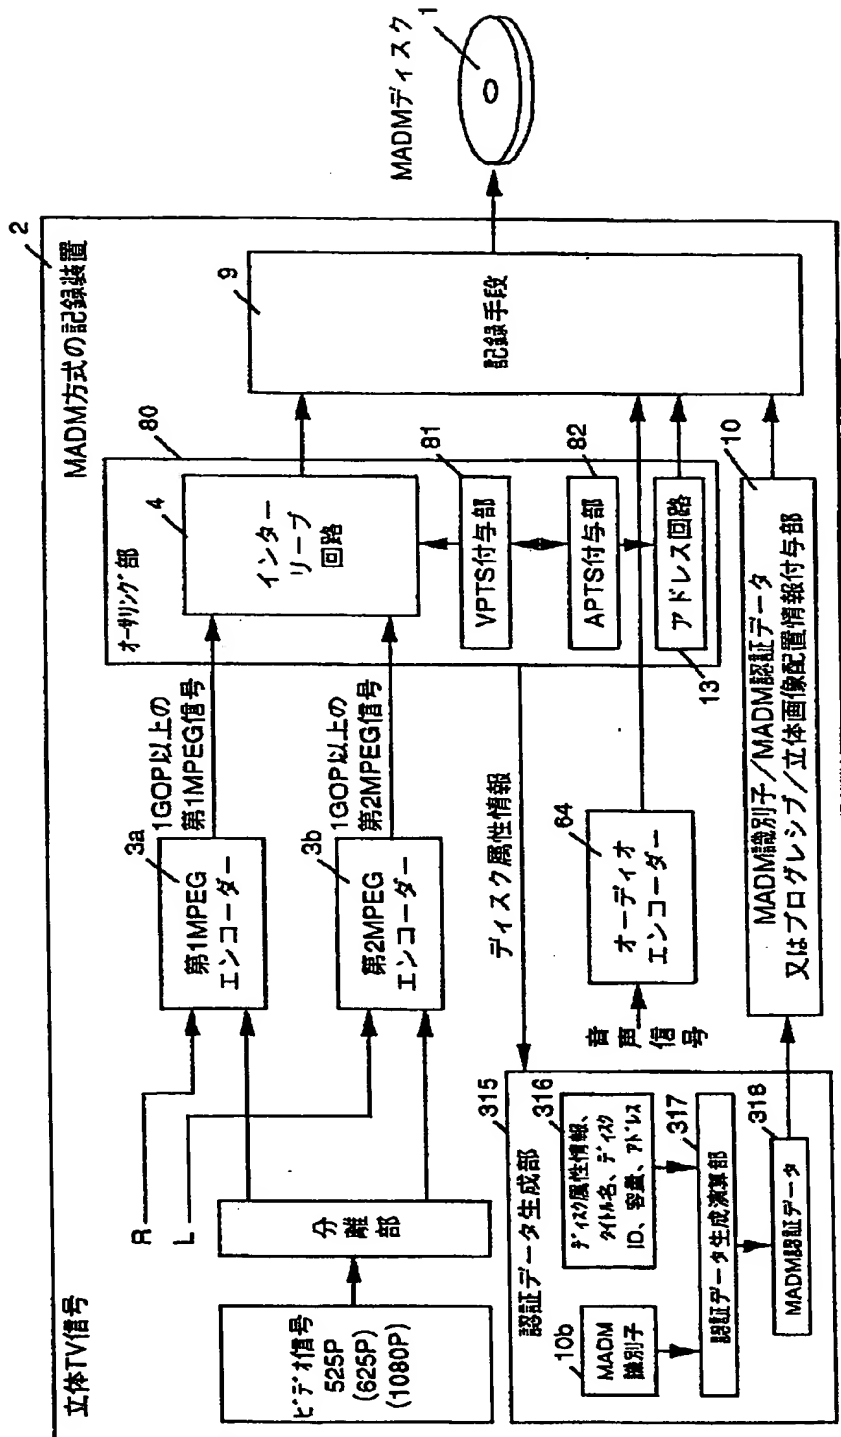 立体TV信号
MADM方式の記録装置
2
ビデオ信号
525P
(625P)
(1080P)
分離部
R
L
3a
第1MPEG
エンコーダー
1GOP以上の
第1MPEG信号
3b
第2MPEG
エンコーダー
1GOP以上の
第2MPEG信号
オーサリング部
80
4
インター
リーブ
回路
81
VPTS付与部
82
APTS付与部
アドレス回路
13
9
記録手段
MADMディスク
1
ディスク属性情報
音声信号
64
オーディオ
エンコーダー
認証データ生成部
315
10b
MADM
識別子
316
ディスク属性情報、
タイトル名、ディスク
ID、容量、アドレス
認証データ生成演算部
317
MADM認証データ
318
10
MADM識別子/MADM認証データ
又はプログレシブ/立体画像配置情報付与部